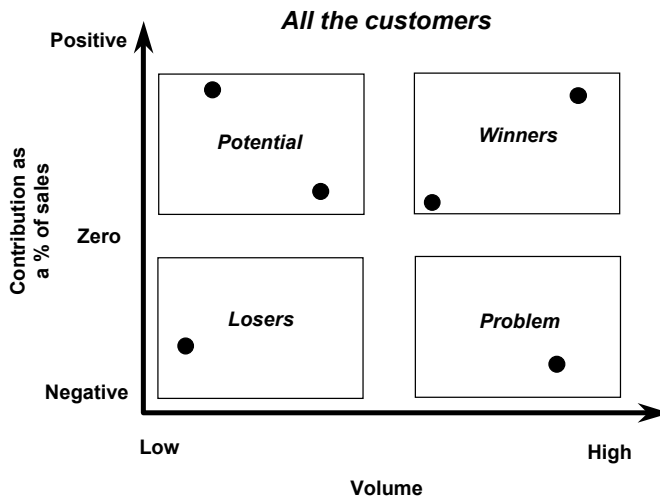 All the customers
Positive
Potential
Winners
Contribution as
a % of sales
Zero
Losers
Problem
Negative
Low
High
Volume